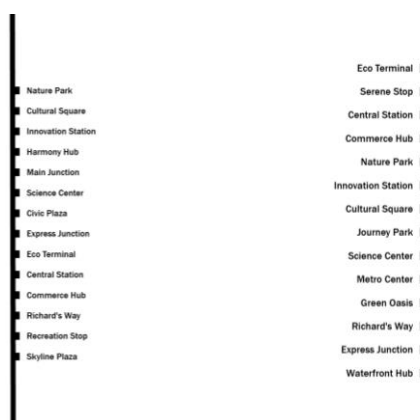 Nature Park
Cultural Square
Innovation Station
Harmony Hub
Main Junction
Science Center
Civic Plaza
Express Junction
Eco Terminal
Central Station
Commerce Hub
Richard's Way
Recreation Stop
Skyline Plaza
Eco Terminal
Serene Stop
Central Station
Commerce Hub
Nature Park
Innovation Station
Cultural Square
Journey Park
Science Center
Metro Center
Green Oasis
Richard's Way
Express Junction
Waterfront Hub